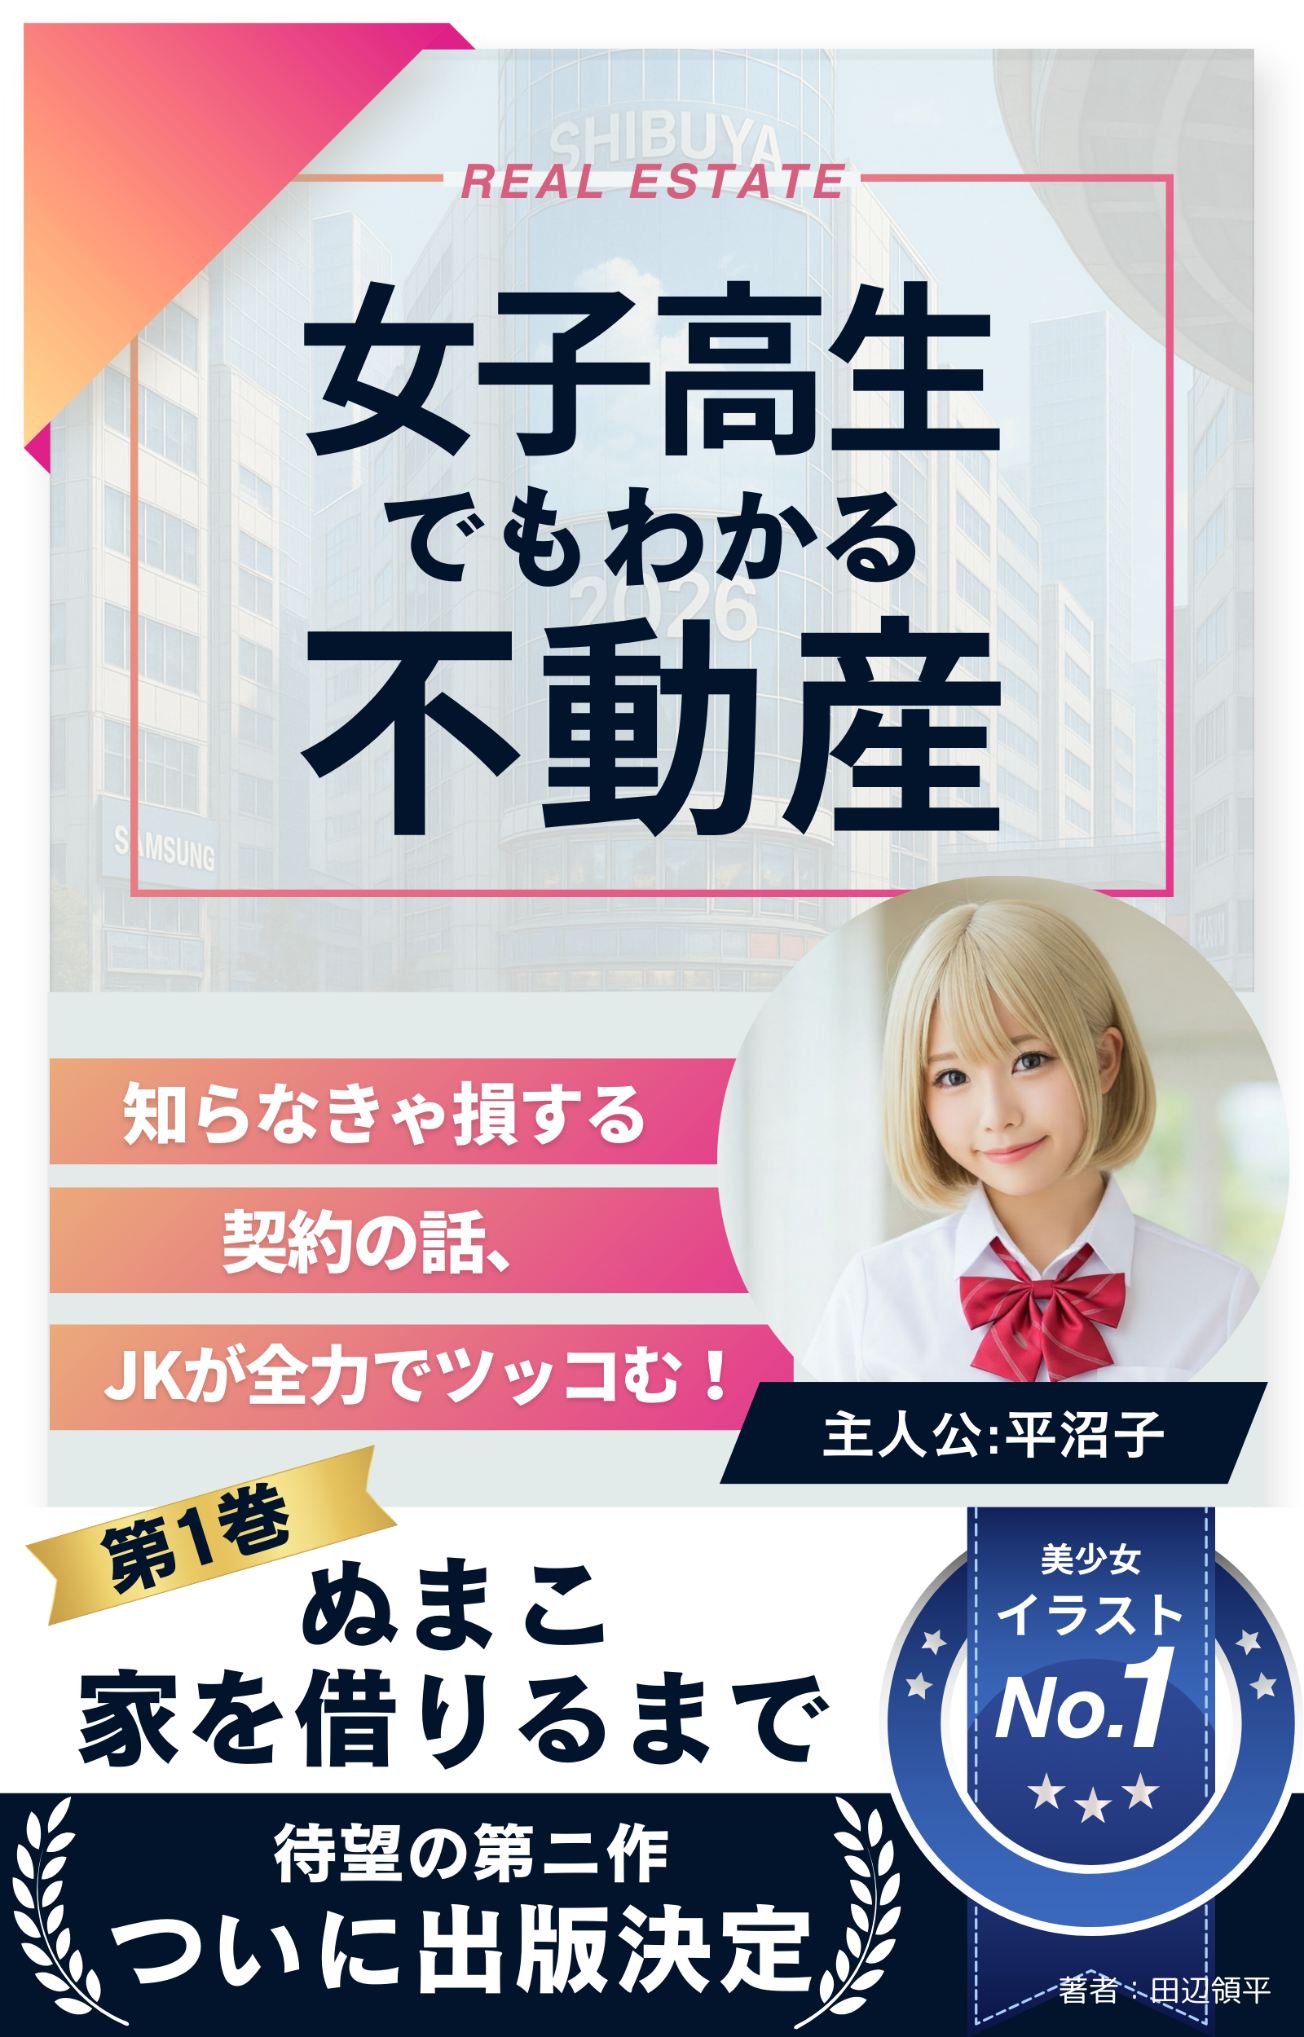 SHIBUYA
REAL ESTATE
女子高生
でもわかる
2026
不動産
SAMSUNG
知らなきゃ損する
契約の話、
JKが全力でツッコむ！
主人公:平沼子
第1巻
ぬまこ
家を借りるまで
美少女
イラスト
No.1
待望の第ニ作
ついに出版決定
著者：田辺領平